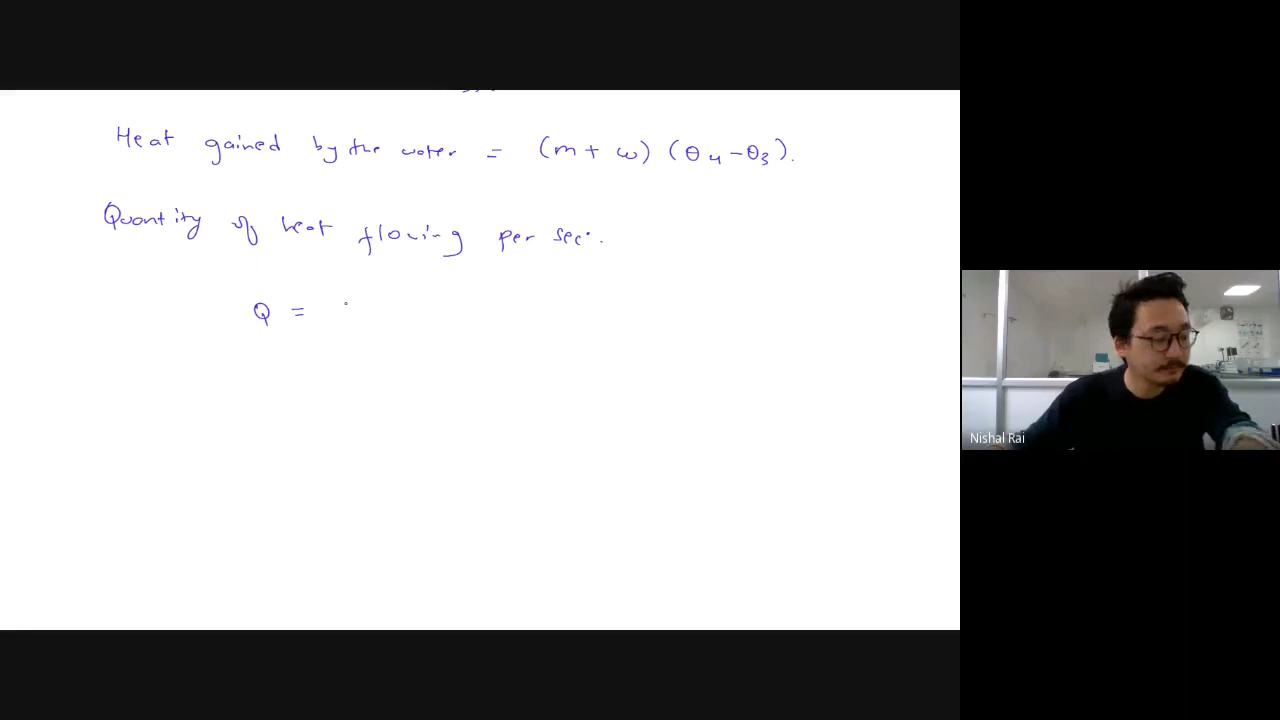 Heat gained by the water = (m + w) (θ₄ - θ₃).
Quantity of heat flowing per sec.
Q =
Nishal Rai